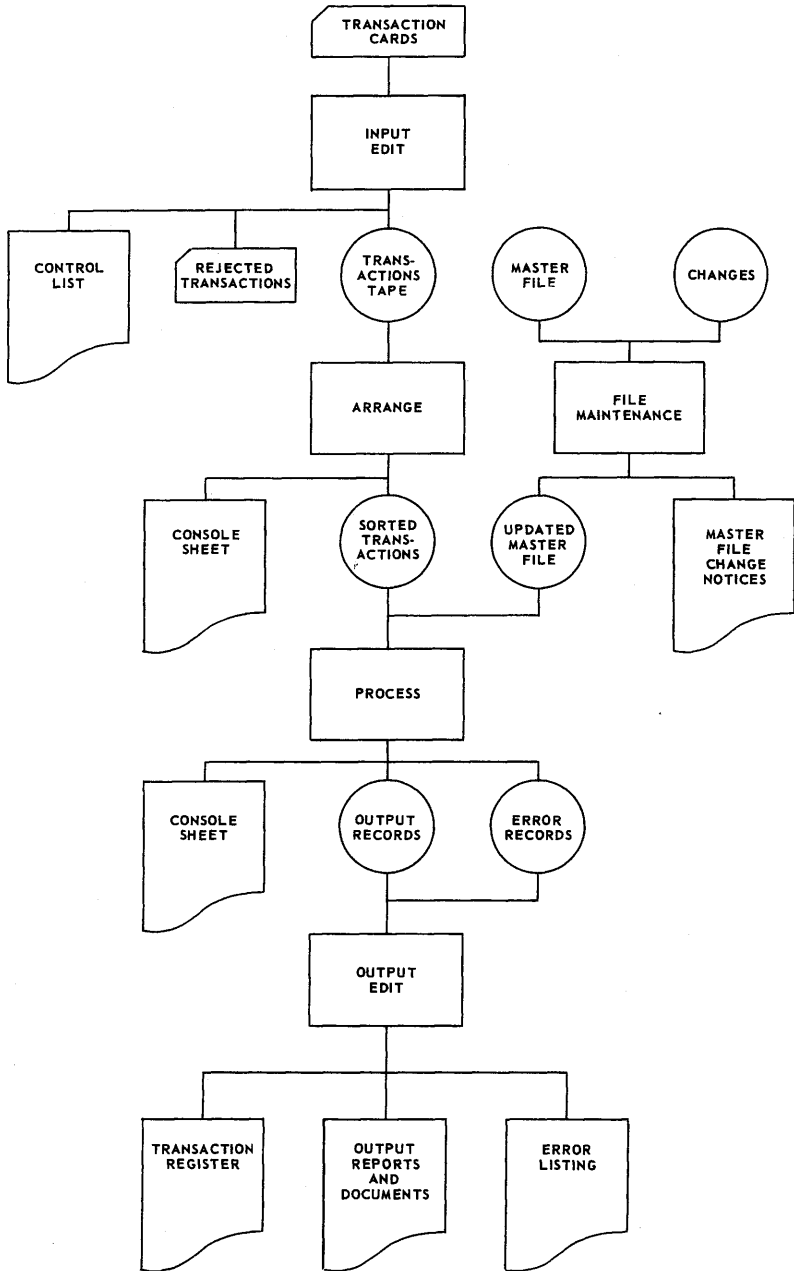 TRANSACTION
CARDS
INPUT
EDIT
CONTROL
LIST
REJECTED
TRANSACTIONS
TRANS-
ACTIONS
TAPE
MASTER
FILE
CHANGES
ARRANGE
FILE
MAINTENANCE
CONSOLE
SHEET
SORTED
TRANS-
ACTIONS
UPDATED
MASTER
FILE
MASTER
FILE
CHANGE
NOTICES
PROCESS
CONSOLE
SHEET
OUTPUT
RECORDS
ERROR
RECORDS
OUTPUT
EDIT
TRANSACTION
REGISTER
OUTPUT
REPORTS
AND
DOCUMENTS
ERROR
LISTING